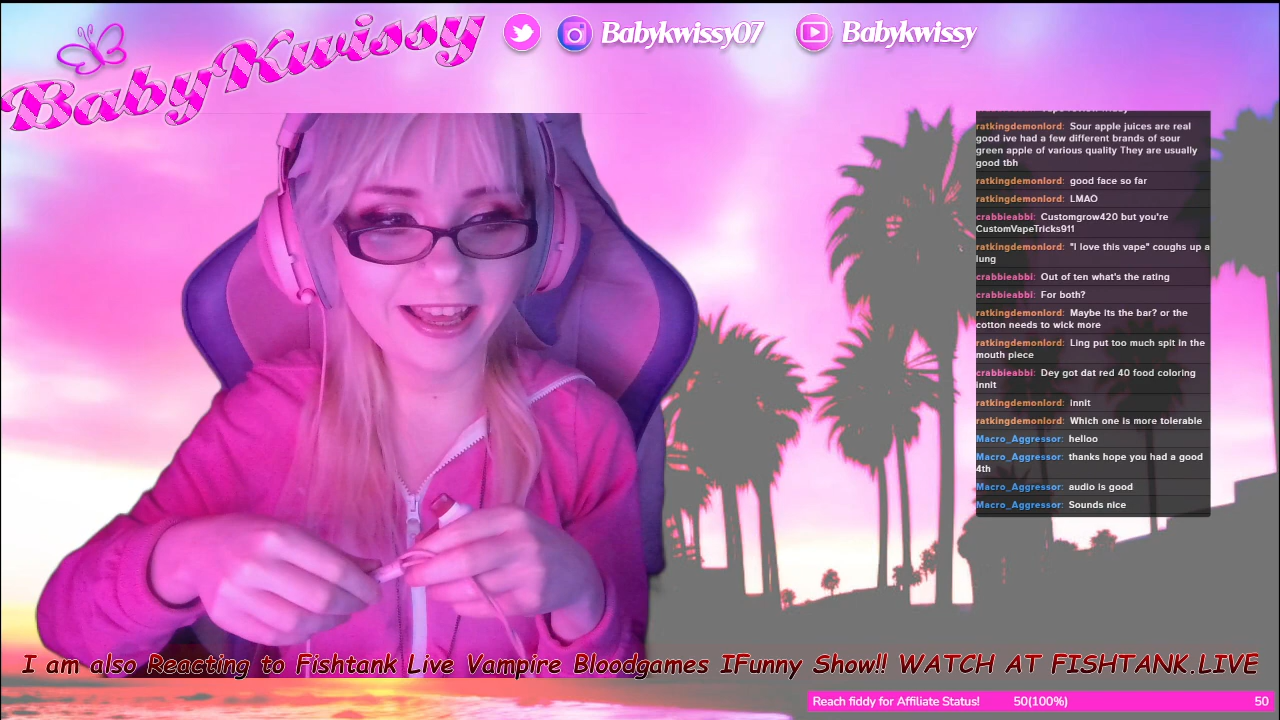 BabyKwissy
Babykwissy07
Babykwissy
ratkingdemonlord: Sour apple juices are real
good ive had a few different brands of sour
green apple of various quality They are usually
good tbh
ratkingdemonlord: good face so far
ratkingdemonlord: LMAO
crabbieabbi: Customgrow420 but you're
CustomVapeTricks911
ratkingdemonlord: "I love this vape" coughs up a
lung
crabbieabbi: Out of ten what's the rating
crabbieabbi: For both?
ratkingdemonlord: Maybe its the bar? or the
cotton needs to wick more
ratkingdemonlord: Ling put too much spit in the
mouth piece
crabbieabbi: Dey got dat red 40 food coloring
innit
ratkingdemonlord: innit
ratkingdemonlord: Which one is more tolerable
Macro_Aggressor: helloo
Macro_Aggressor: thanks hope you had a good
4th
Macro_Aggressor: audio is good
Macro_Aggressor: Sounds nice
I am also Reacting to Fishtank Live Vampire Bloodgames IFunny Show!! WATCH AT FISHTANK.LIVE
Reach fiddy for Affiliate Status! 50(100%) 50